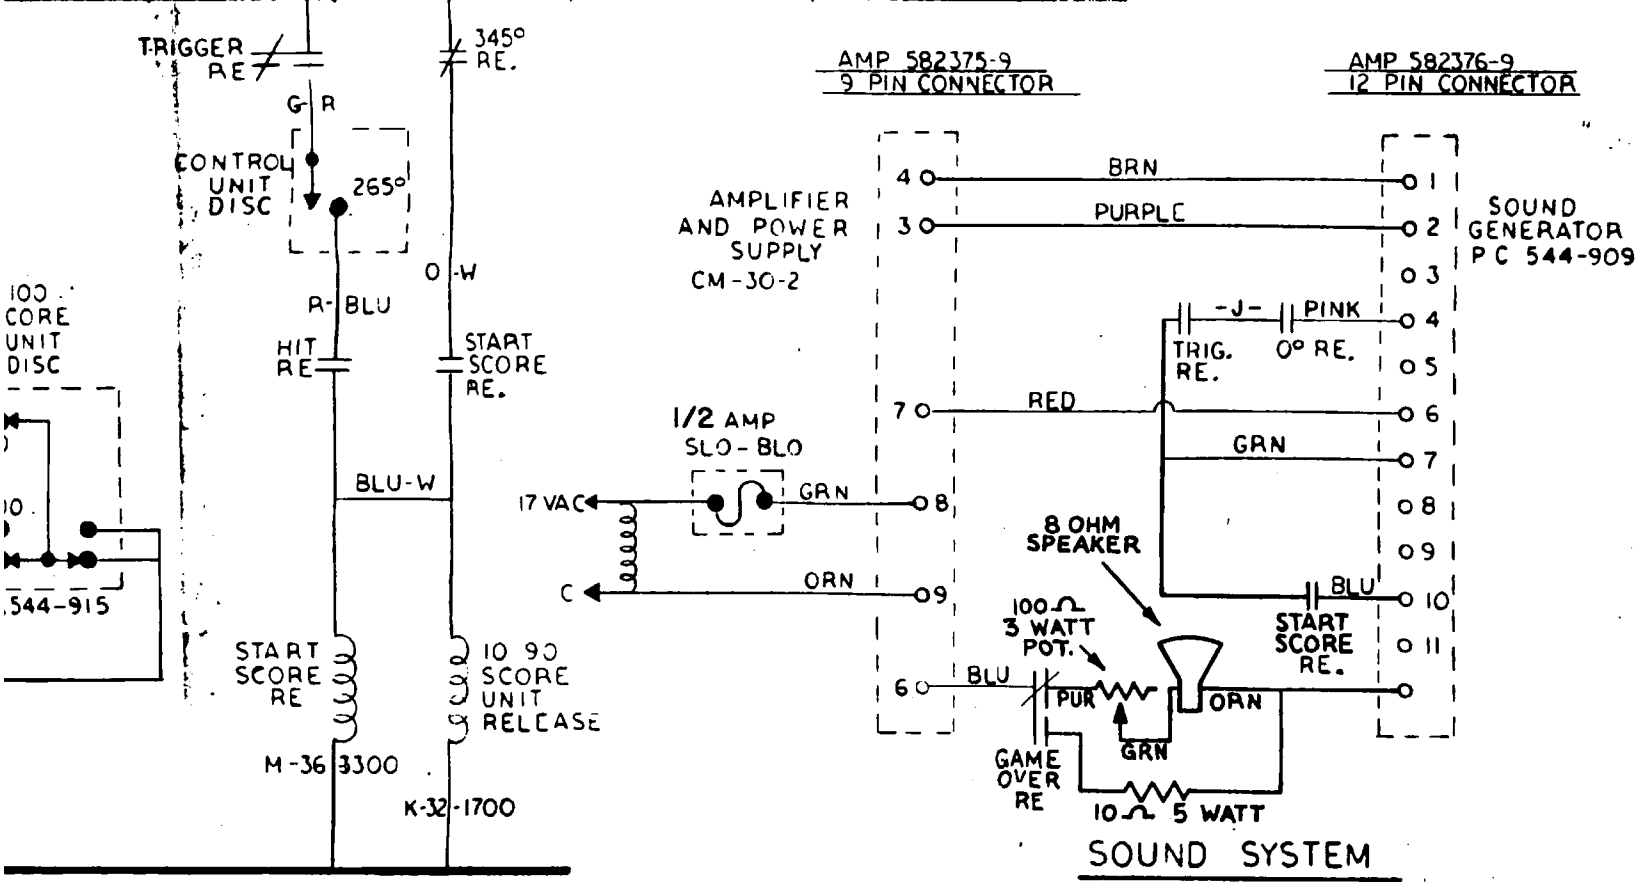 TRIGGER
RE
345°
RE.
G-R
CONTROL
UNIT
DISC
265°
O-W
R-BLU
HIT
RE
START
SCORE
RE.
BLU-W
100
CORE
UNIT
DISC
.544-915
START
SCORE
RE
10 90
SCORE
UNIT
RELEASE
M-36 3300
K-32-1700
AMP 582375-9
9 PIN CONNECTOR
AMP 582376-9
12 PIN CONNECTOR
AMPLIFIER
AND POWER
SUPPLY
CM-30-2
4
BRN
1
3
PURPLE
2
SOUND
GENERATOR
PC 544-909
3
-J-
PINK
4
TRIG.
RE.
0° RE.
5
7
RED
6
GRN
7
1/2 AMP
SLO-BLO
17 VAC
GRN
8
8
9
C
ORN
9
8 OHM
SPEAKER
BLU
10
START
SCORE
RE.
11
100Ω
3 WATT
POT.
6
BLU
PUR
ORN
GRN
GAME
OVER
RE
10Ω 5 WATT
SOUND SYSTEM